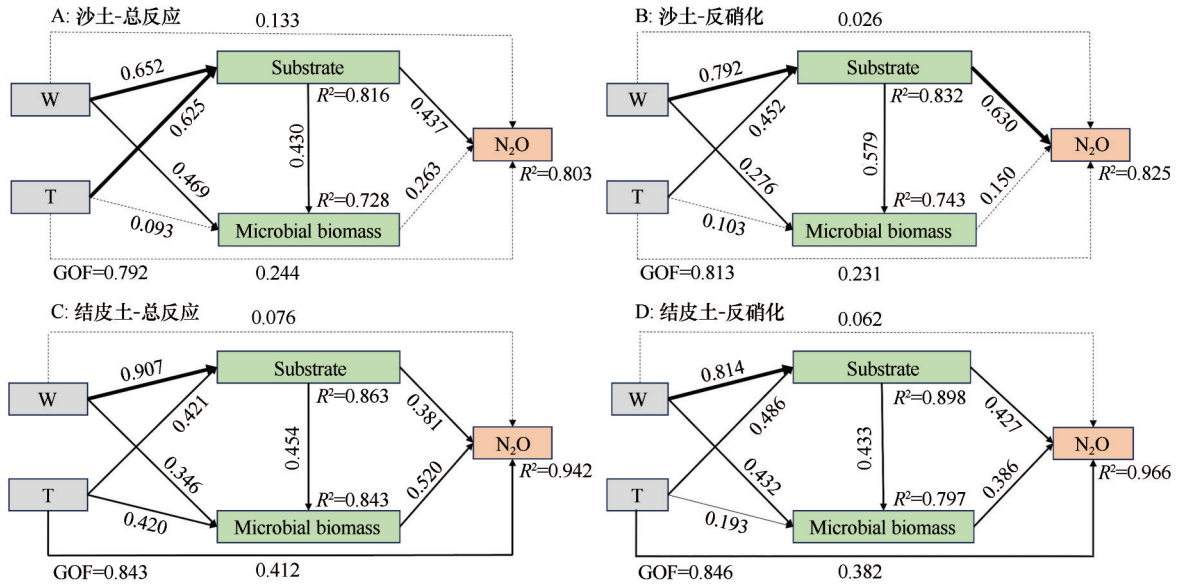 A: 沙土-总反应
0.133
W
0.652
Substrate
R²=0.816
0.625
0.437
0.430
N₂O
R²=0.803
T
0.469
0.093
R²=0.728
0.263
Microbial biomass
GOF=0.792
0.244
B: 沙土-反硝化
0.026
W
0.792
Substrate
R²=0.832
0.452
0.630
0.579
N₂O
R²=0.825
T
0.276
0.103
R²=0.743
0.150
Microbial biomass
GOF=0.813
0.231
C: 结皮土-总反应
0.076
W
0.907
Substrate
R²=0.863
0.421
0.381
0.454
N₂O
R²=0.942
T
0.346
0.420
R²=0.843
0.520
Microbial biomass
GOF=0.843
0.412
D: 结皮土-反硝化
0.062
W
0.814
Substrate
R²=0.898
0.486
0.427
0.433
N₂O
R²=0.966
T
0.432
0.193
R²=0.797
0.386
Microbial biomass
GOF=0.846
0.382